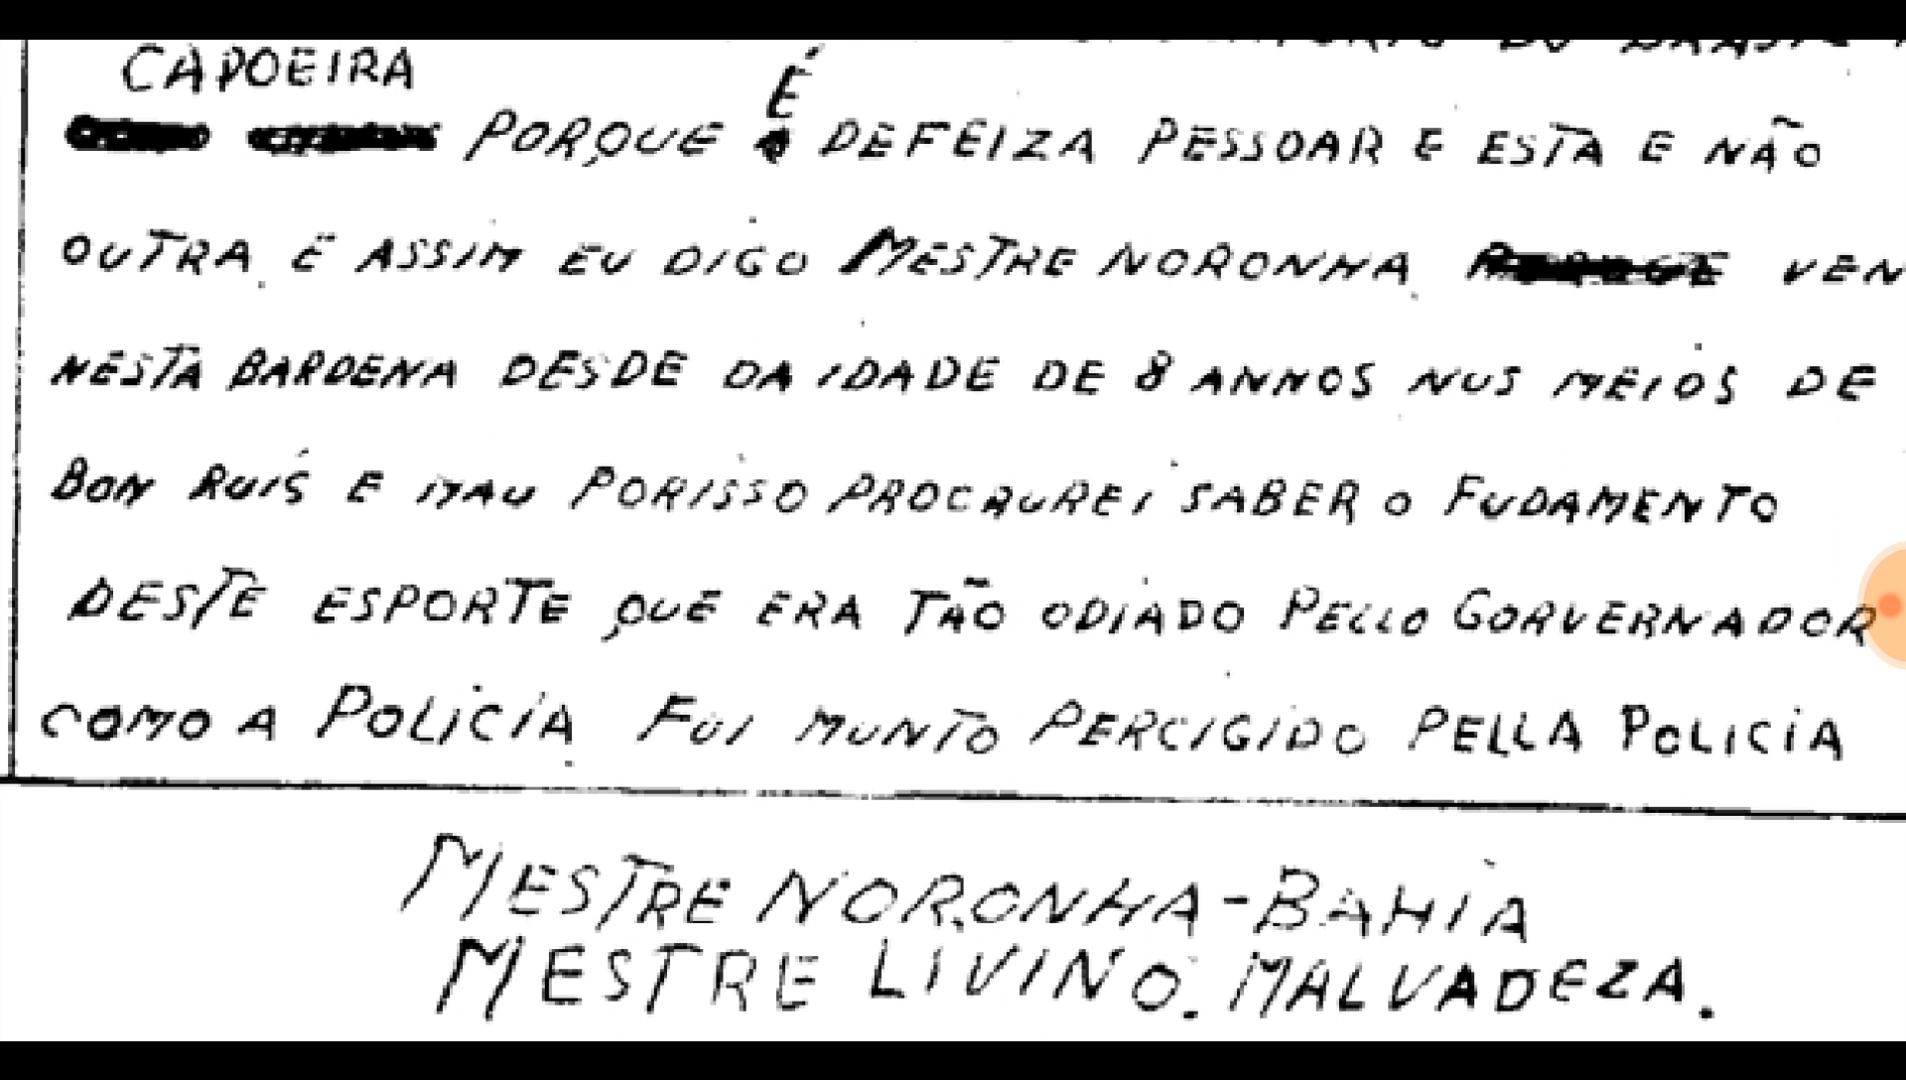 CAPOEIRA
É
PORQUE DEFEIZA PESSOAR E ESTA E NÃO
OUTRA. E ASSIM EU DIGO MESTRE NORONHA. VEN
NESTA BARDENA DESDE DA IDADE DE 8 ANNOS NUS MEIOS DE
BON RUIS E MAU PORISSO PROCRUREI SABER O FUDAMENTO
DESTE ESPORTE QUE ERA TÃO ODIADO PELLO GORVERNADOR
COMO A POLICIA FUI MUNTO PERCIGIDO PELLA POLICIA
MESTRE NORONHA-BAHIA
MESTRE LIVINO. MALVADEZA.